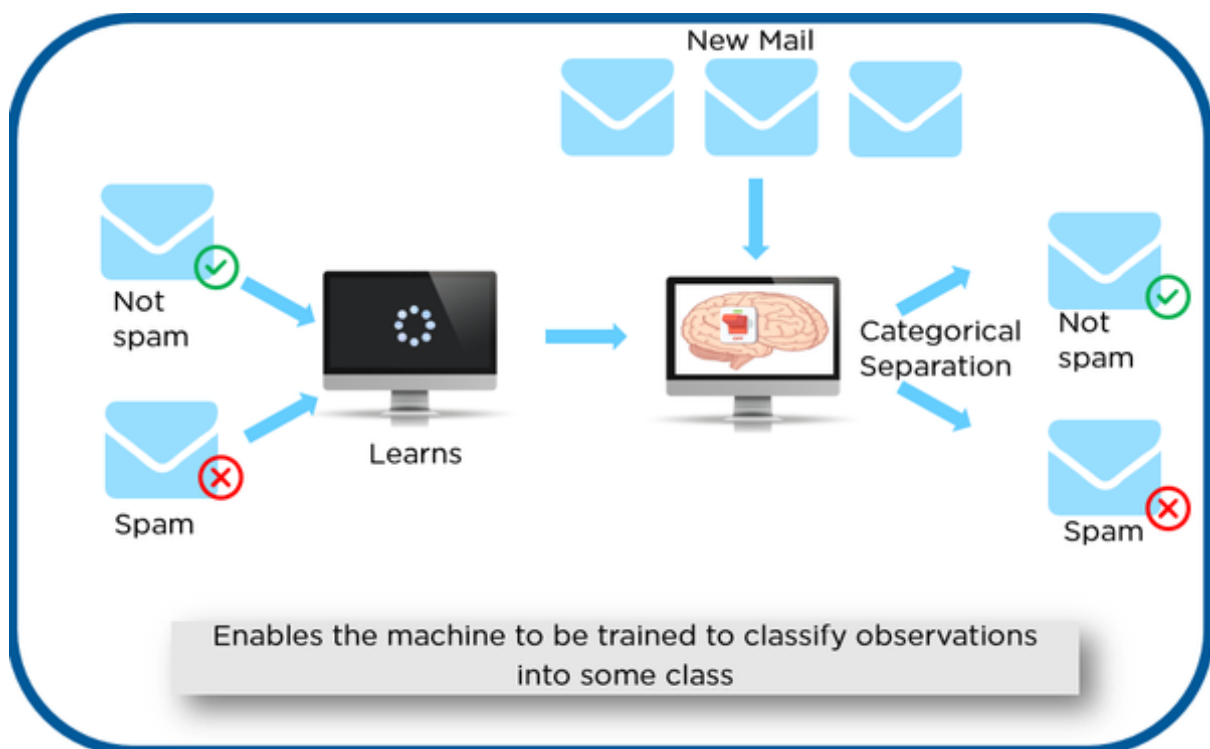 New Mail
Not
spam
Spam
Learns
Categorical
Separation
Not
spam
Spam
Enables the machine to be trained to classify observations
into some class